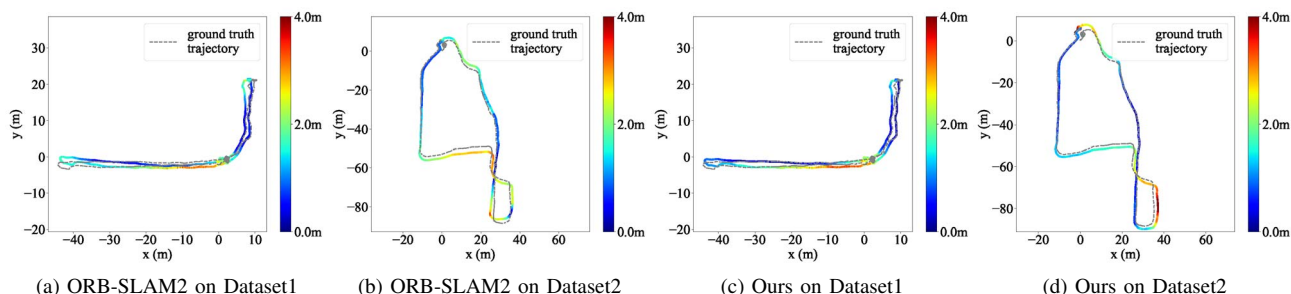 30
20
10
0
−10
−20
−40
−30
−20
−10
0
10
x (m)
y (m)
ground truth
trajectory
4.0m
2.0m
0.0m
(a) ORB-SLAM2 on Dataset1
0
−20
−40
−60
−80
−20
0
20
40
60
x (m)
y (m)
ground truth
trajectory
4.0m
2.0m
0.0m
(b) ORB-SLAM2 on Dataset2
30
20
10
0
−10
−20
−40
−30
−20
−10
0
10
x (m)
y (m)
ground truth
trajectory
4.0m
2.0m
0.0m
(c) Ours on Dataset1
0
−20
−40
−60
−80
−20
0
20
40
60
x (m)
y (m)
ground truth
trajectory
4.0m
2.0m
0.0m
(d) Ours on Dataset2